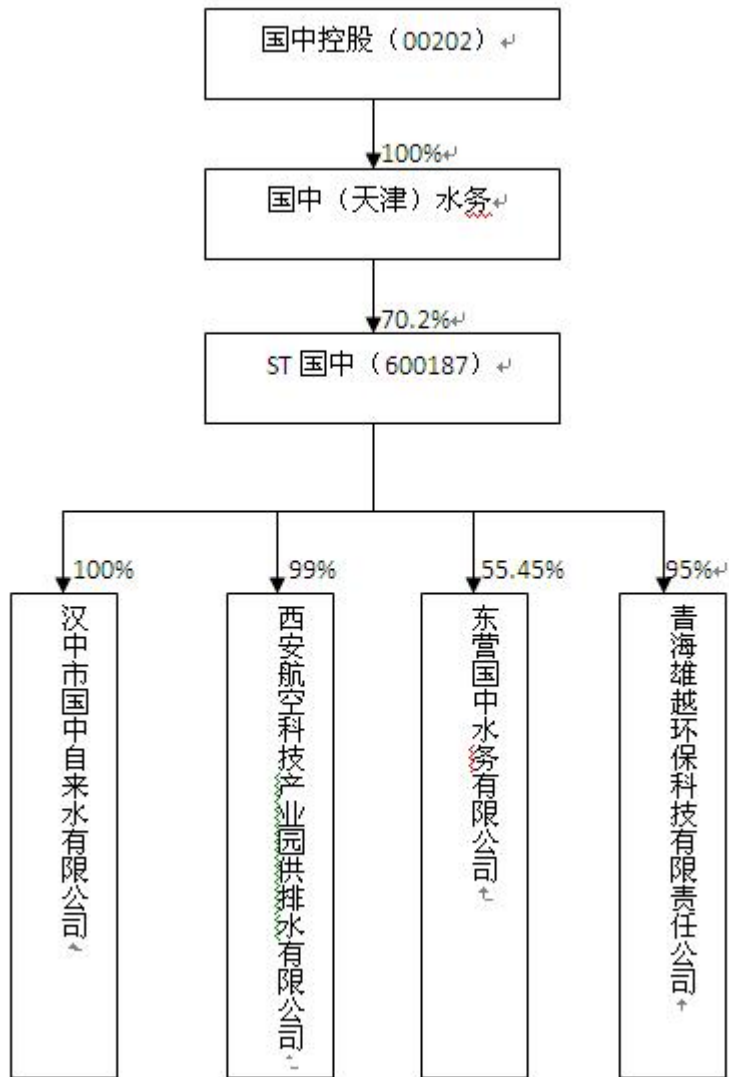 国中控股（00202）
100%
国中（天津）水务
70.2%
ST 国中（600187）
100%
99%
55.45%
95%
汉中市国中自来水有限公司
西安航空科技产业园供排水有限公司
东营国中水务有限公司
青海雄越环保科技有限责任公司